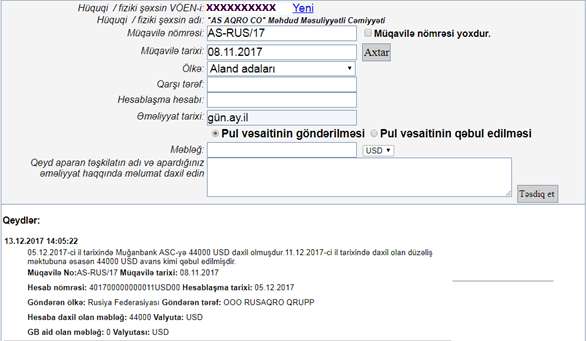 Hüquqi / fiziki şəxsin VÖEN-i: XXXXXXXXXX Yeni
Hüquqi / fiziki şəxsin adı: "AS AQRO CO" Məhdud Məsuliyyətli Cəmiyyəti
Müqavilə nömrəsi: AS-RUS/17 Müqavilə nömrəsi yoxdur.
Müqavilə tarixi: 08.11.2017 Axtar
Ölkə: Aland adaları
Qarşı tərəf:
Hesablaşma hesabı:
Əməliyyat tarixi: gün.ay.il
Pul vəsaitinin göndərilməsi Pul vəsaitinin qəbul edilməsi
Məbləğ: USD
Qeyd aparan təşkilatın adı və apardığınız
əməliyyat haqqında məlumat daxil edin
Təsdiq et
Qeydlər:
13.12.2017 14:05:22
05.12.2017-ci il tarixində Muğanbank ASC-yə 44000 USD daxil olmuşdur.11.12.2017-ci il tarixində daxil olan düzəliş
məktubuna əsasən 44000 USD avans kimi qəbul edilmişdir.
Müqavilə No:AS-RUS/17 Müqavilə tarixi: 08.11.2017
Hesab nömrəsi: 401700000000011USD00 Hesablaşma tarixi: 05.12.2017
Göndərən ölkə: Rusiya Federasiyası Göndərən tərəf: OOO RUSAQRO QRUPP
Hesaba daxil olan məbləğ: 44000 Valyuta: USD
GB aid olan məbləğ: 0 Valyutası: USD